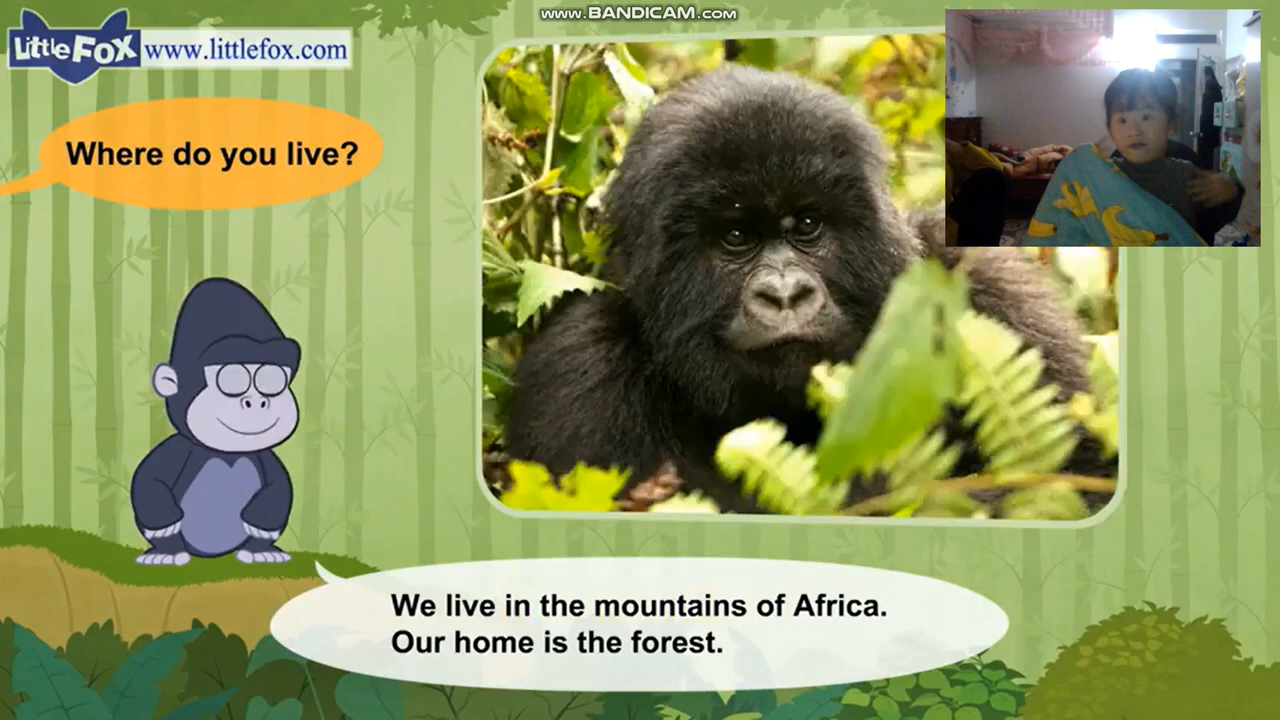 www.BANDICAM.com
LITTLE FOX www.littlefox.com
Where do you live?
We live in the mountains of Africa.
Our home is the forest.